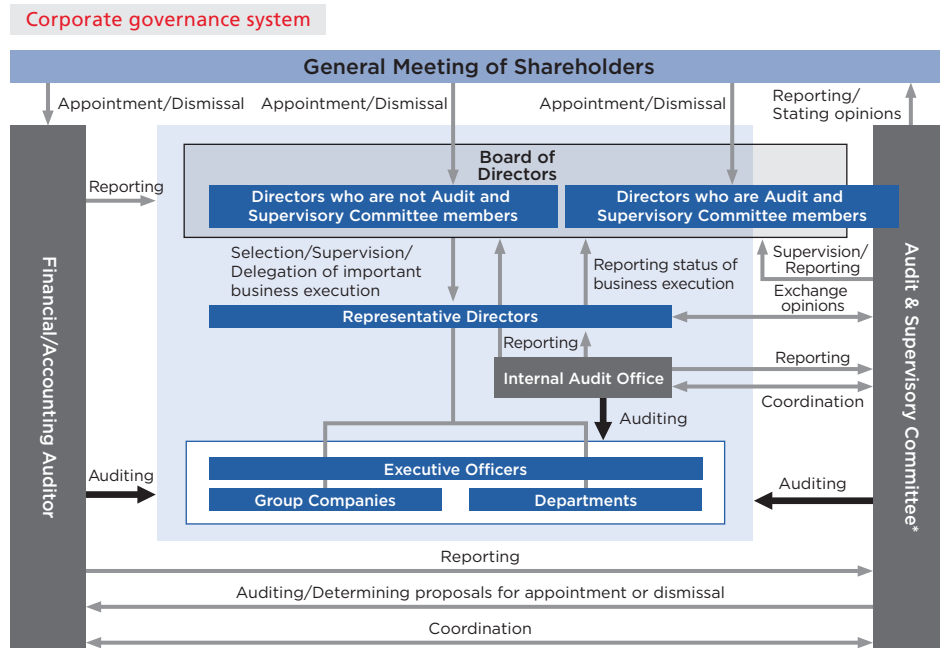 Corporate governance system
General Meeting of Shareholders
Appointment/Dismissal
Appointment/Dismissal
Appointment/Dismissal
Reporting/
Stating opinions
Board of
Directors
Reporting
Directors who are not Audit and
Supervisory Committee members
Directors who are Audit and
Supervisory Committee members
Selection/Supervision/
Delegation of important
business execution
Reporting status of
business execution
Supervision/
Reporting
Exchange
opinions
Representative Directors
Reporting
Internal Audit Office
Reporting
Coordination
Auditing
Financial/Accounting Auditor
Audit & Supervisory Committee*
Executive Officers
Auditing
Auditing
Group Companies
Departments
Reporting
Auditing/Determining proposals for appointment or dismissal
Coordination